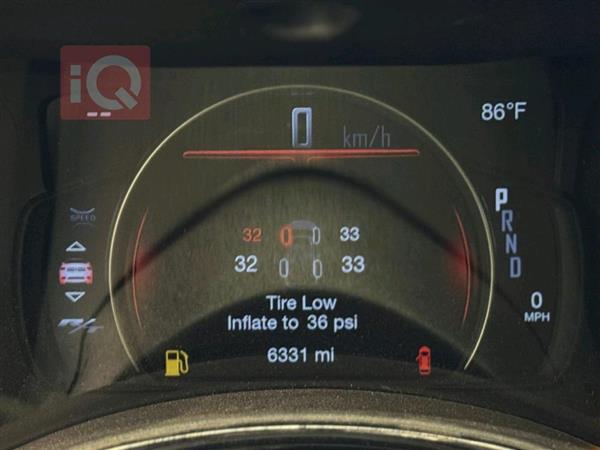 iQ
0 km/h
86°F
SPEED
P
R
N
D
32 33
32 33
Tire Low
Inflate to 36 psi
R/T
0
MPH
6331 mi